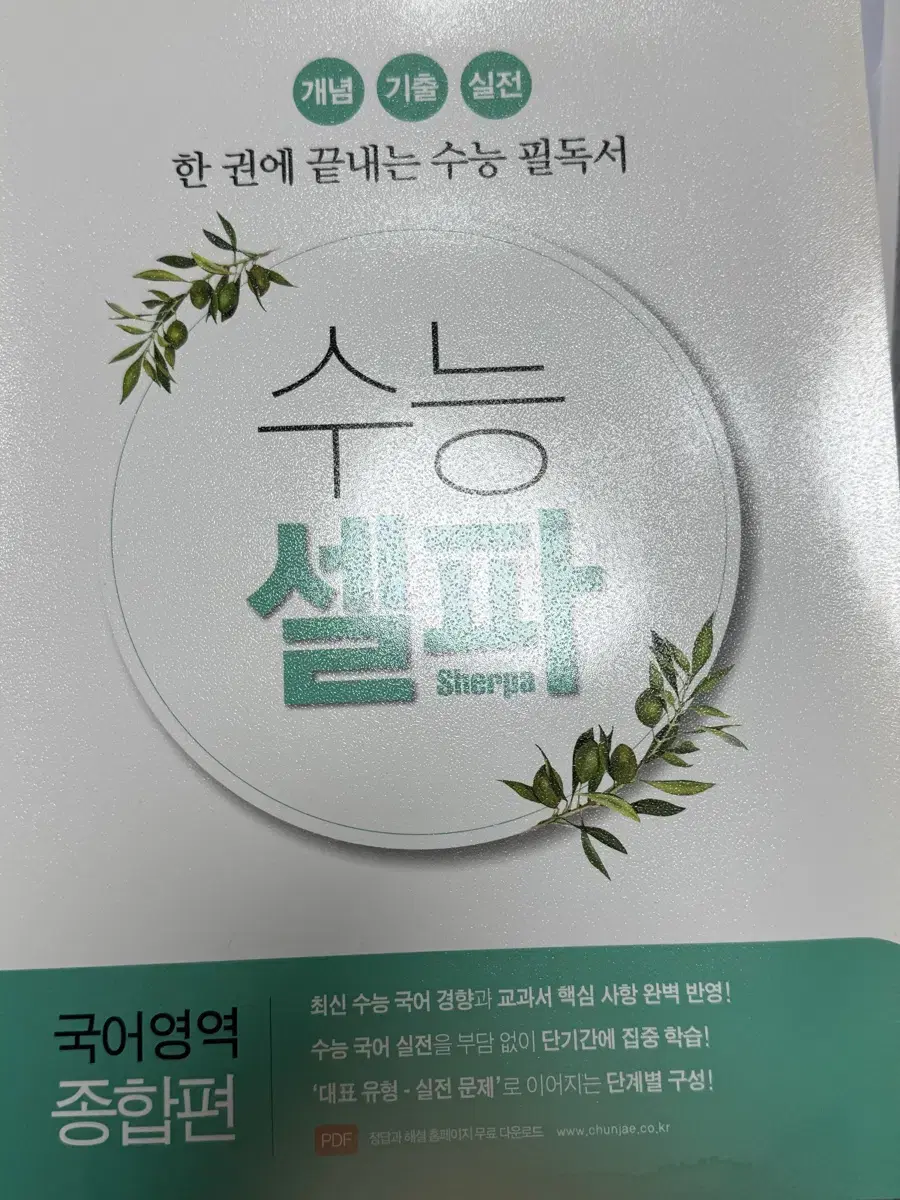 개념 기출 실전
한 권에 끝내는 수능 필독서
수능
셀파
Sherpa
국어영역
종합편
최신 수능 국어 경향과 교과서 핵심 사항 완벽 반영!
수능 국어 실전을 부담 없이 단기간에 집중 학습!
‘대표 유형 - 실전 문제’로 이어지는 단계별 구성!
PDF 정답과 해설 홈페이지 무료 다운로드 www.chunjae.co.kr